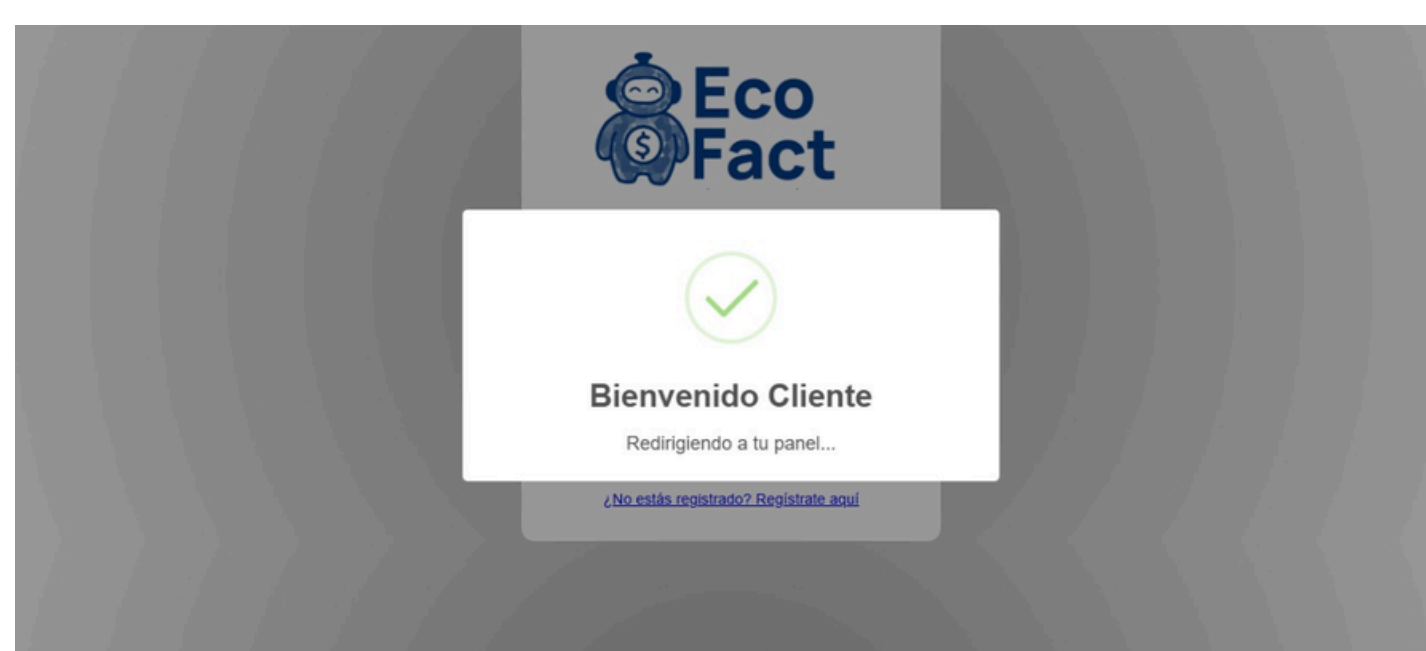 Eco
Fact
$
Bienvenido Cliente
Redirigiendo a tu panel...
¿No estás registrado? Regístrate aquí